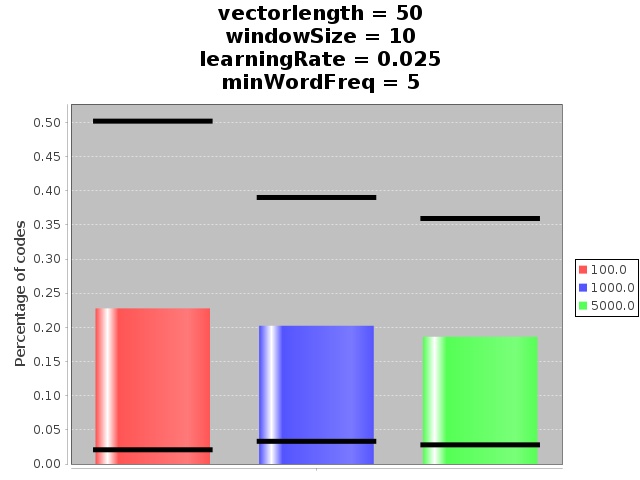 vectorlength = 50
windowSize = 10
learningRate = 0.025
minWordFreq = 5
Percentage of codes
0.50
0.45
0.40
0.35
0.30
0.25
0.20
0.15
0.10
0.05
0.00
100.0
1000.0
5000.0